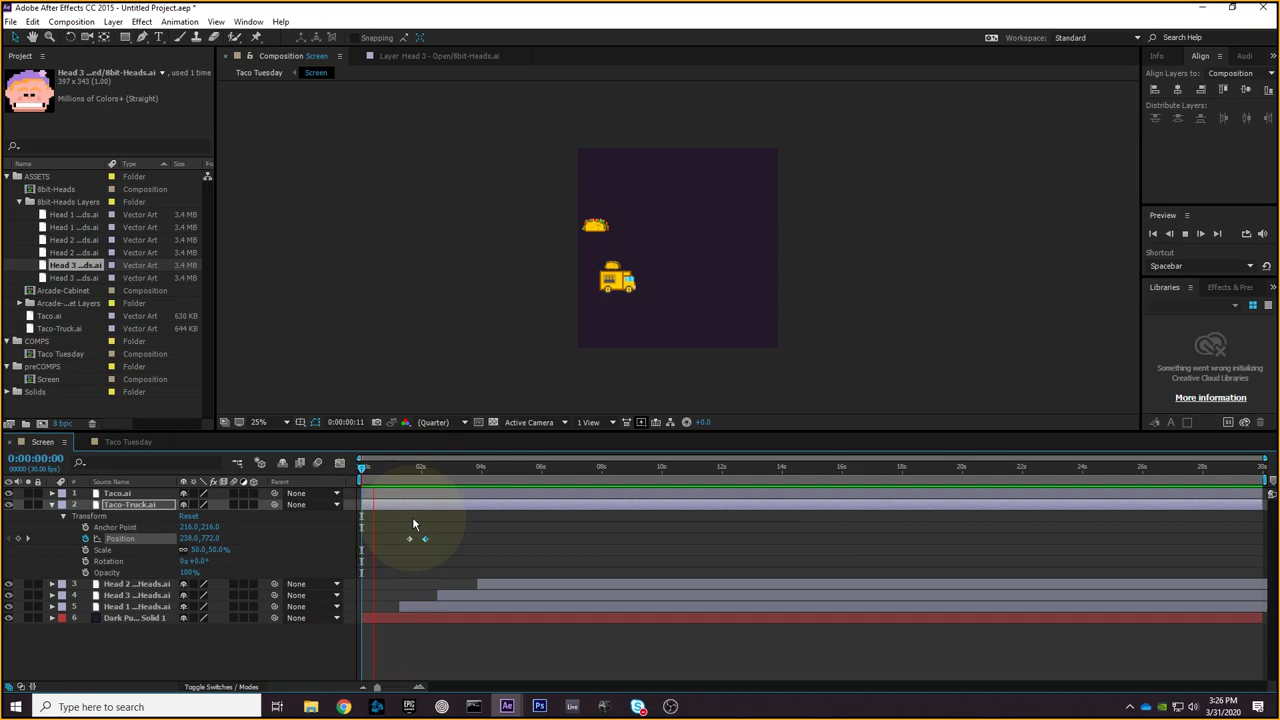 Adobe After Effects CC 2015 - Untitled Project.aep *
File Edit Composition Layer Effect Animation View Window Help
Snapping
Workspace: Standard
Search Help
Project
Composition Screen
Layer Head 3 - Open/8bit-Heads.ai
Info Align Audi
Head 3 ...ed/8bit-Heads.ai ▼, used 1 time
397 x 343 (1.00)
Millions of Colors+ (Straight)
Taco Tuesday Screen
Align Layers to: Composition
Distribute Layers:
Name Type Size Fo
ASSETS Folder
8bit-Heads Composition
8bit-Heads Layers Folder
Head 1 ...ds.ai Vector Art 3.4 MB
Head 1 ...ds.ai Vector Art 3.4 MB
Head 2 ...ds.ai Vector Art 3.4 MB
Head 2 ...ds.ai Vector Art 3.4 MB
Head 3 ...ds.ai Vector Art 3.4 MB
Head 3 ...ds.ai Vector Art 3.4 MB
Arcade-Cabinet Composition
Arcade-...et Layers Folder
Taco.ai Vector Art 630 KB
Taco-Truck.ai Vector Art 644 KB
COMPS Folder
Taco Tuesday Composition
preCOMPS Folder
Screen Composition
Solids Folder
Preview
Shortcut
Spacebar
Libraries Effects & Pre
Something went wrong initializing
Creative Cloud Libraries
More information
8 bpc
25% 0:00:00:11 (Quarter) Active Camera 1 View +0.0
Screen Taco Tuesday
0:00:00:00
00000 (30.00 fps)
02s 04s 06s 08s 10s 12s 14s 16s 18s 20s 22s 24s 26s 28s 30s
# Source Name Parent
1 Taco.ai None
2 Taco-Truck.ai None
Transform Reset
Anchor Point 216.0,216.0
Position 238.0,772.0
Scale 50.0,50.0%
Rotation 0x+0.0°
Opacity 100%
3 Head 2 ...Heads.ai None
4 Head 3 ...Heads.ai None
5 Head 1 ...Heads.ai None
6 Dark Pu... Solid 1 None
Toggle Switches / Modes
Type here to search
Live
3:26 PM
3/31/2020